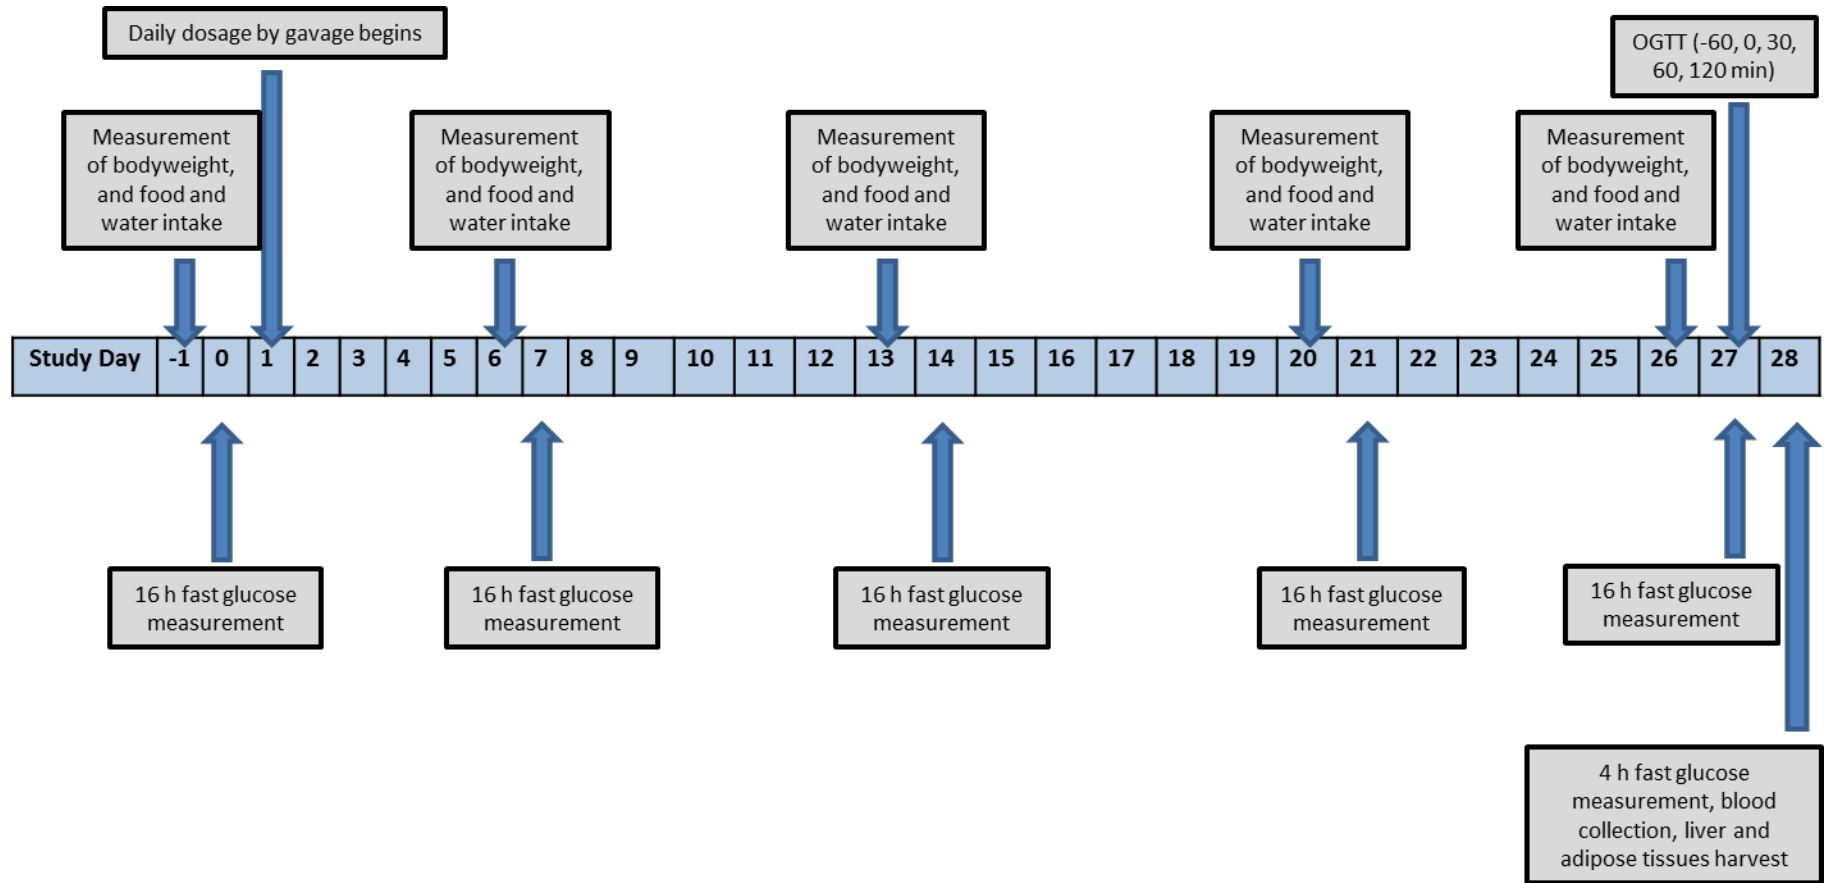 Daily dosage by gavage begins
OGTT (-60, 0, 30,
60, 120 min)
Measurement
of bodyweight,
and food and
water intake
Measurement
of bodyweight,
and food and
water intake
Measurement
of bodyweight,
and food and
water intake
Measurement
of bodyweight,
and food and
water intake
Measurement
of bodyweight,
and food and
water intake
Study Day -1 0 1 2 3 4 5 6 7 8 9 10 11 12 13 14 15 16 17 18 19 20 21 22 23 24 25 26 27 28
16 h fast glucose
measurement
16 h fast glucose
measurement
16 h fast glucose
measurement
16 h fast glucose
measurement
16 h fast glucose
measurement
4 h fast glucose
measurement, blood
collection, liver and
adipose tissues harvest